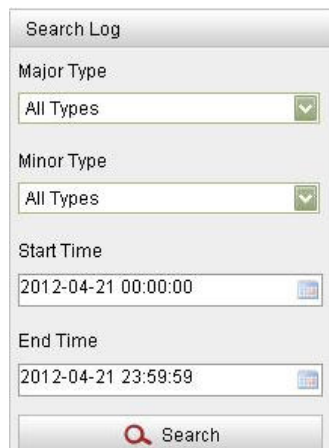 Search Log
Major Type
All Types
Minor Type
All Types
Start Time
2012-04-21 00:00:00
End Time
2012-04-21 23:59:59
Search